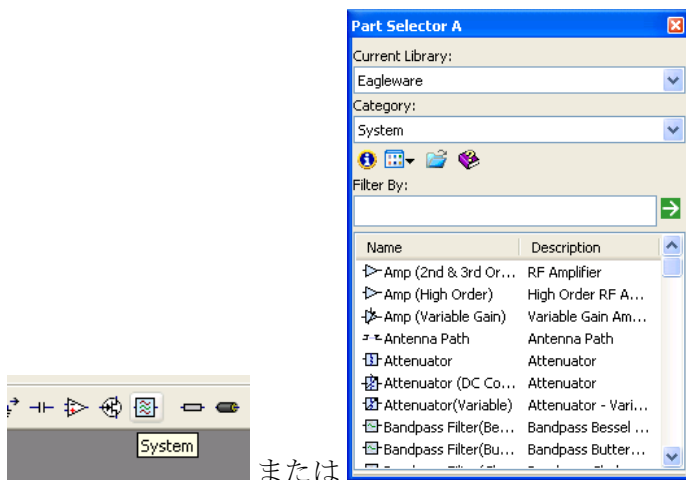 Part Selector A
Current Library:
Eagleware
Category:
System
Filter By:
Name Description
Amp (2nd & 3rd Or... RF Amplifier
Amp (High Order) High Order RF A...
Amp (Variable Gain) Variable Gain Am...
Antenna Path Antenna Path
Attenuator Attenuator
Attenuator (DC Co... Attenuator
Attenuator(Variable) Attenuator - Vari...
Bandpass Filter(Be... Bandpass Bessel ...
Bandpass Filter(Bu... Bandpass Butter...
System
または